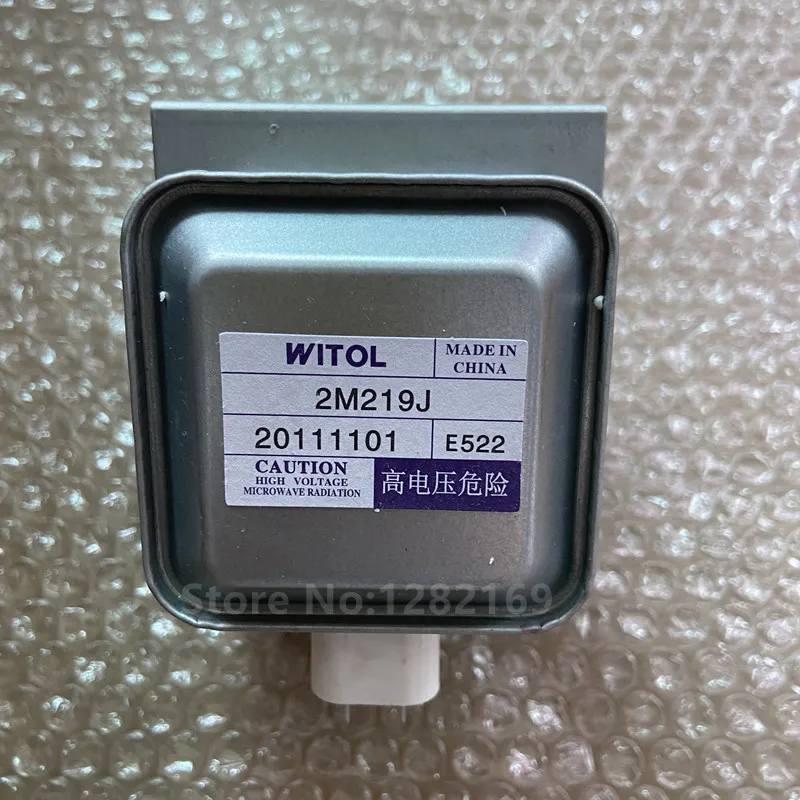 WITOL
MADE IN
CHINA
2M219J
20111101
E522
CAUTION
HIGH VOLTAGE
MICROWAVE RADIATION
高电压危险
Store No:1282169